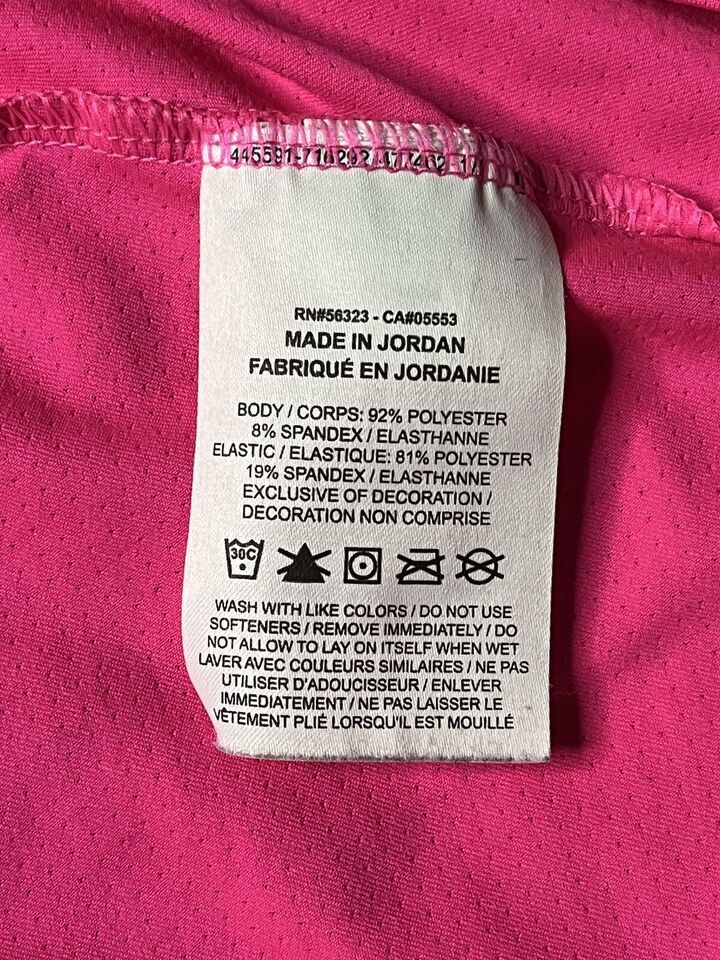 RN#56323 - CA#05553
MADE IN JORDAN
FABRIQUÉ EN JORDANIE
BODY / CORPS: 92% POLYESTER
8% SPANDEX / ELASTHANNE
ELASTIC / ELASTIQUE: 81% POLYESTER
19% SPANDEX / ELASTHANNE
EXCLUSIVE OF DECORATION /
DECORATION NON COMPRISE
30C
WASH WITH LIKE COLORS / DO NOT USE
SOFTENERS / REMOVE IMMEDIATELY / DO
NOT ALLOW TO LAY ON ITSELF WHEN WET
LAVER AVEC COULEURS SIMILAIRES / NE PAS
UTILISER D'ADOUCISSEUR / ENLEVER
IMMEDIATEMENT / NE PAS LAISSER LE
VÊTEMENT PLIÉ LORSQU'IL EST MOUILLÉ